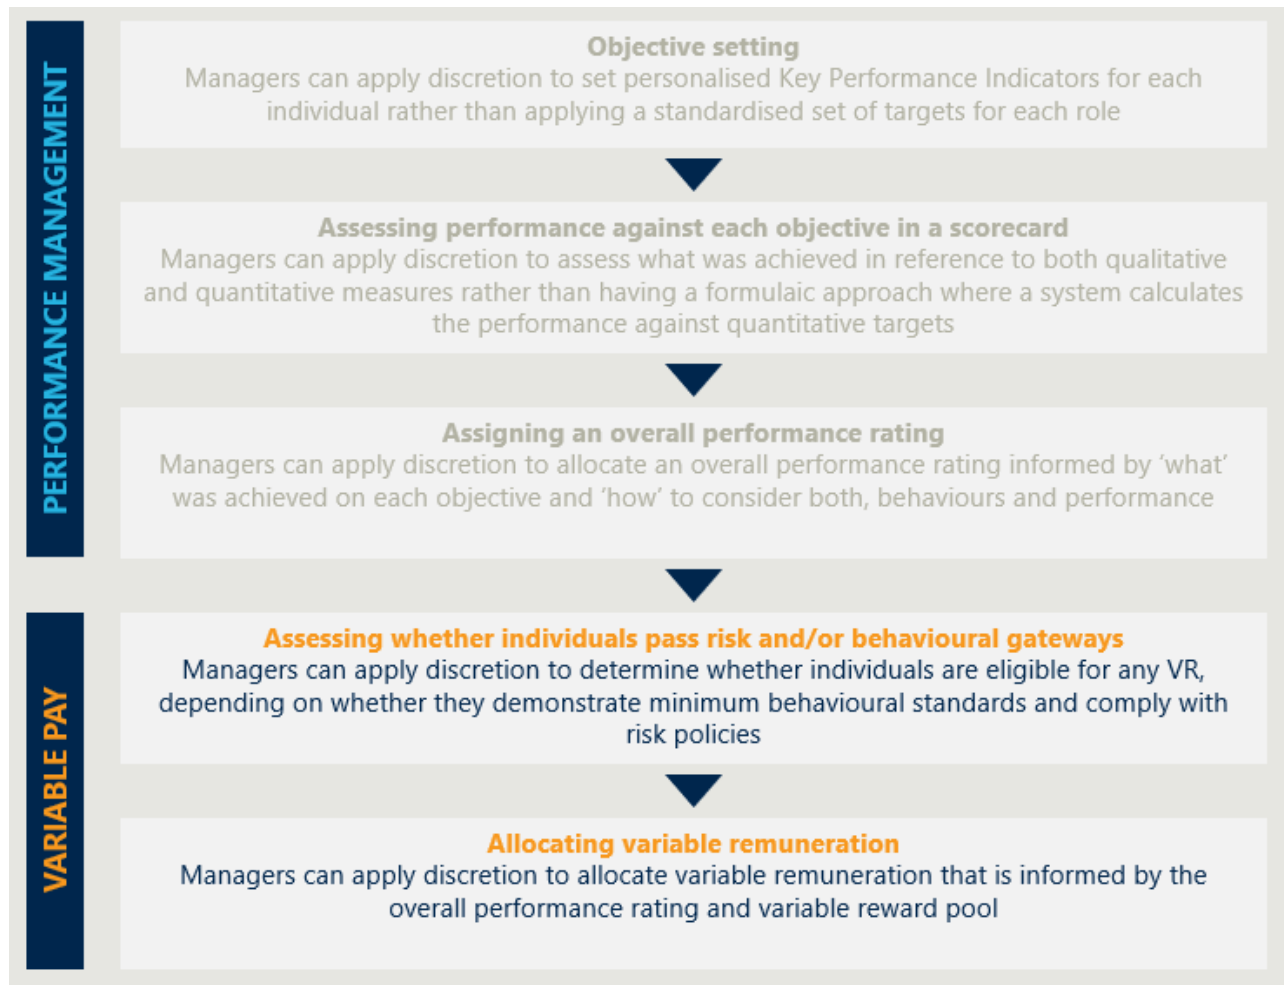 PERFORMANCE MANAGEMENT
Objective setting
Managers can apply discretion to set personalised Key Performance Indicators for each
individual rather than applying a standardised set of targets for each role
Assessing performance against each objective in a scorecard
Managers can apply discretion to assess what was achieved in reference to both qualitative
and quantitative measures rather than having a formulaic approach where a system calculates
the performance against quantitative targets
Assigning an overall performance rating
Managers can apply discretion to allocate an overall performance rating informed by ‘what’
was achieved on each objective and ‘how’ to consider both, behaviours and performance
VARIABLE PAY
Assessing whether individuals pass risk and/or behavioural gateways
Managers can apply discretion to determine whether individuals are eligible for any VR,
depending on whether they demonstrate minimum behavioural standards and comply with
risk policies
Allocating variable remuneration
Managers can apply discretion to allocate variable remuneration that is informed by the
overall performance rating and variable reward pool